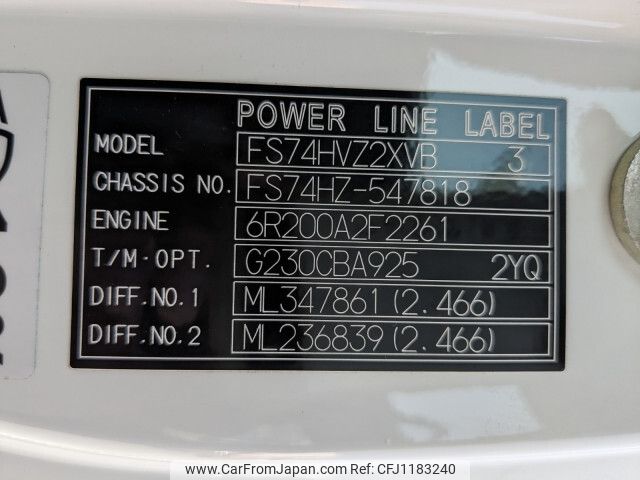 POWER LINE LABEL
MODEL FS74HVZ2XVB 3
CHASSIS NO. FS74HZ-547818
ENGINE 6R200A2F2261
T/M·OPT. G230CBA925 2YQ
DIFF.NO.1 ML347861(2.466)
DIFF.NO.2 ML236839(2.466)
www.CarFromJapan.com | CFJ1183240